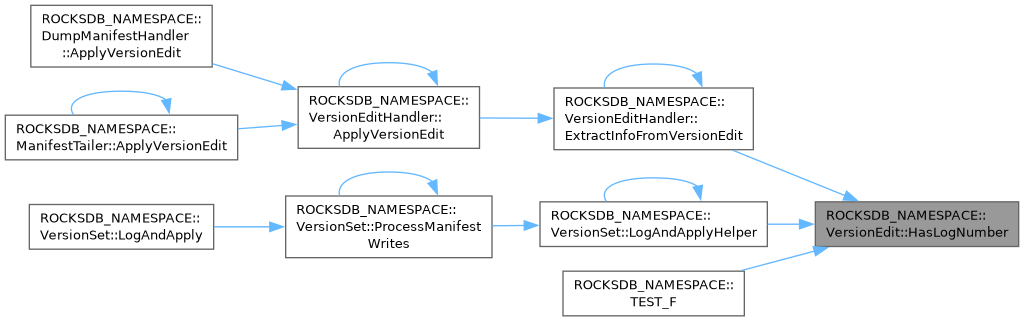 ROCKSDB_NAMESPACE::
DumpManifestHandler
::ApplyVersionEdit
ROCKSDB_NAMESPACE::
ManifestTailer::ApplyVersionEdit
ROCKSDB_NAMESPACE::
VersionEditHandler::
ApplyVersionEdit
ROCKSDB_NAMESPACE::
VersionEditHandler::
ExtractInfoFromVersionEdit
ROCKSDB_NAMESPACE::
VersionSet::LogAndApply
ROCKSDB_NAMESPACE::
VersionSet::ProcessManifest
Writes
ROCKSDB_NAMESPACE::
VersionSet::LogAndApplyHelper
ROCKSDB_NAMESPACE::
VersionEdit::HasLogNumber
ROCKSDB_NAMESPACE::
TEST_F